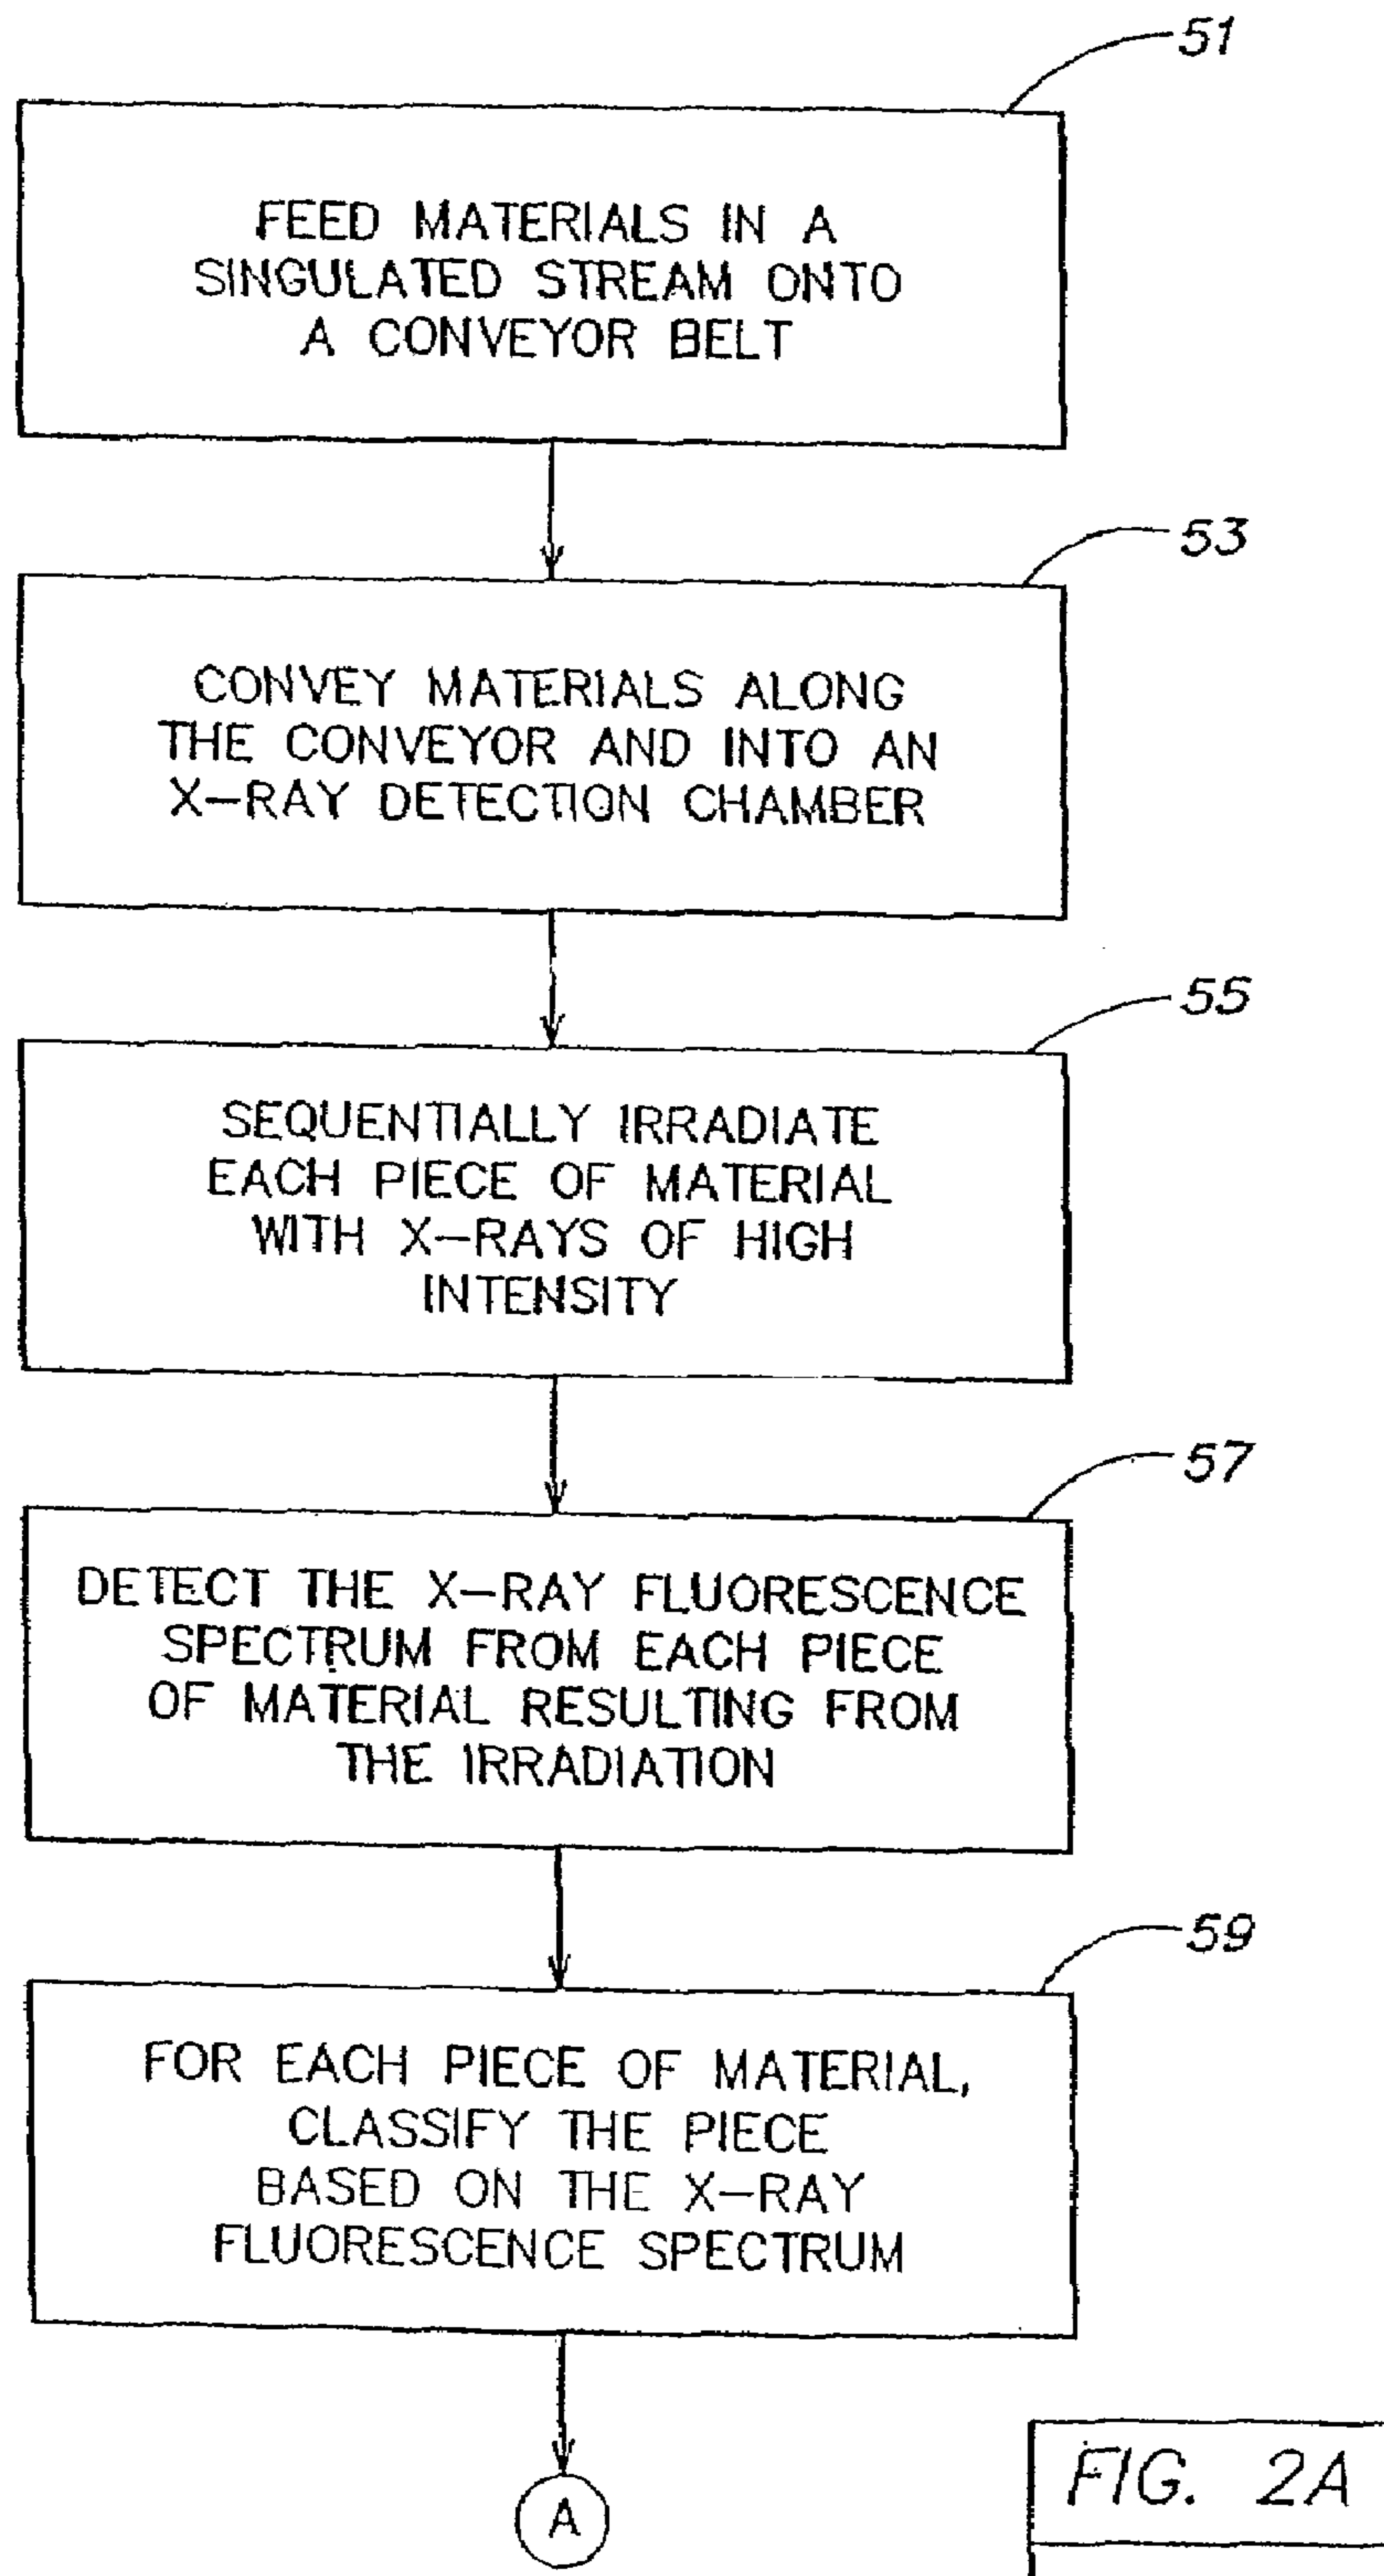 51
FEED MATERIALS IN A
SINGULATED STREAM ONTO
A CONVEYOR BELT
53
CONVEY MATERIALS ALONG
THE CONVEYOR AND INTO AN
X-RAY DETECTION CHAMBER
55
SEQUENTIALLY IRRADIATE
EACH PIECE OF MATERIAL
WITH X-RAYS OF HIGH
INTENSITY
57
DETECT THE X-RAY FLUORESCENCE
SPECTRUM FROM EACH PIECE
OF MATERIAL RESULTING FROM
THE IRRADIATION
59
FOR EACH PIECE OF MATERIAL,
CLASSIFY THE PIECE
BASED ON THE X-RAY
FLUORESCENCE SPECTRUM
A
FIG. 2A